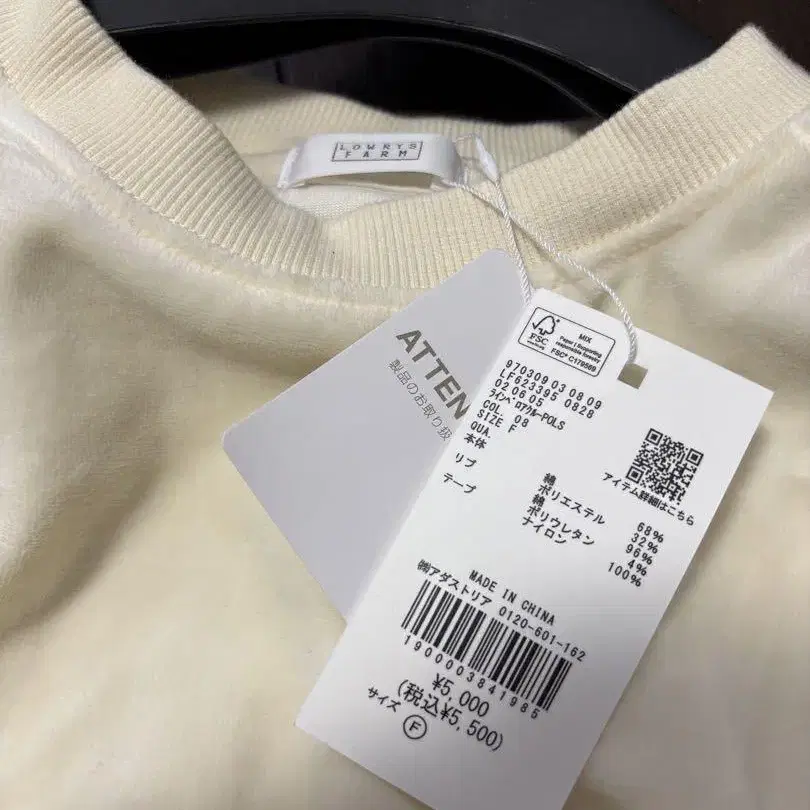 LOWRYS
FARM
ATTEN
製品のお取り扱
FSC
MIX
Paper | Supporting
responsible forestry
FSC® C179589
970309 03 08 09
LF623395 0828
02 06 05
ﾗｲﾝﾍﾞﾛｱｸﾙｰPOLS
COL. 08
SIZE F
QUA.
本体 綿 68%
ポリエステル 32%
リブ 綿 96%
ポリウレタン 4%
テープ ナイロン 100%
アイテム詳細はこちら
MADE IN CHINA
㈱アダストリア 0120-601-162
1900003841985
¥5,000
(税込¥5,500)
サイズ F